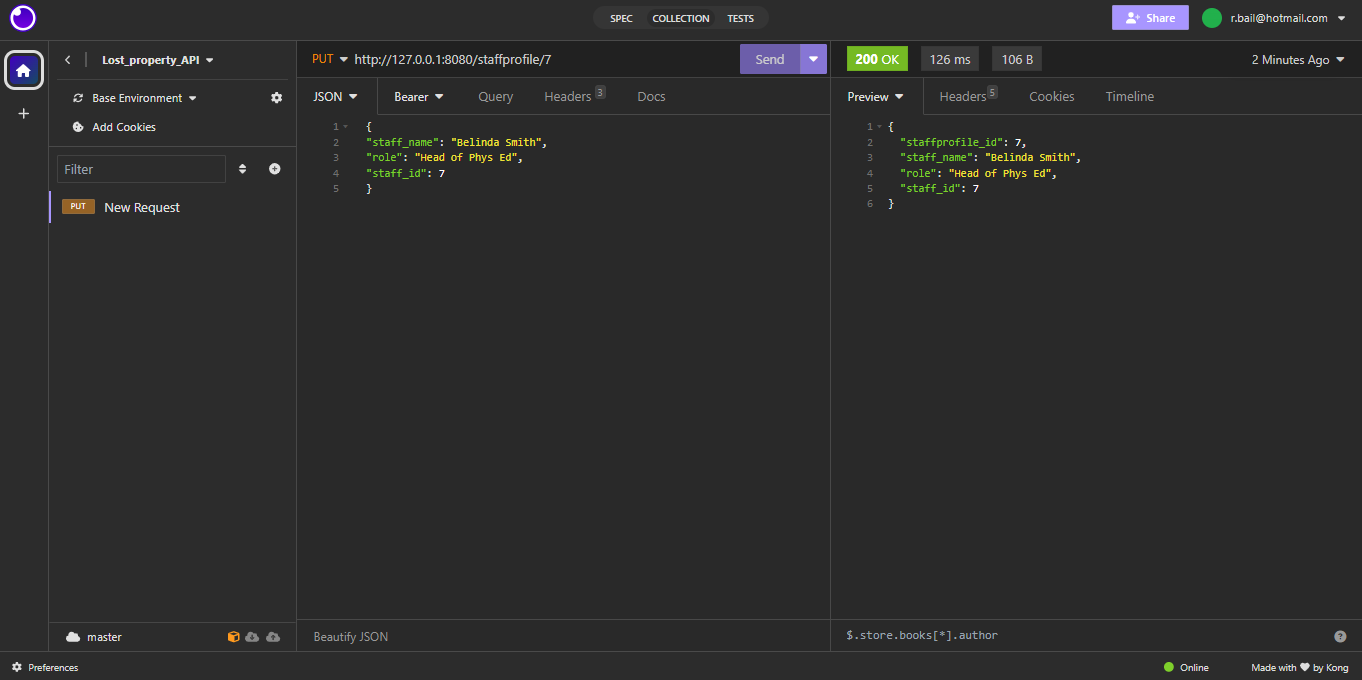 SPEC COLLECTION TESTS Share r.bail@hotmail.com
Lost_property_API
Base Environment
Add Cookies
Filter
PUT New Request
master
Preferences
PUT http://127.0.0.1:8080/staffprofile/7 Send
JSON Bearer Query Headers 3 Docs
1 {
2 "staff_name": "Belinda Smith",
3 "role": "Head of Phys Ed",
4 "staff_id": 7
5 }
Beautify JSON
200 OK 126 ms 106 B 2 Minutes Ago
Preview Headers 5 Cookies Timeline
1 {
2 "staffprofile_id": 7,
3 "staff_name": "Belinda Smith",
4 "role": "Head of Phys Ed",
5 "staff_id": 7
6 }
$.store.books[*].author ?
Online Made with ❤ by Kong